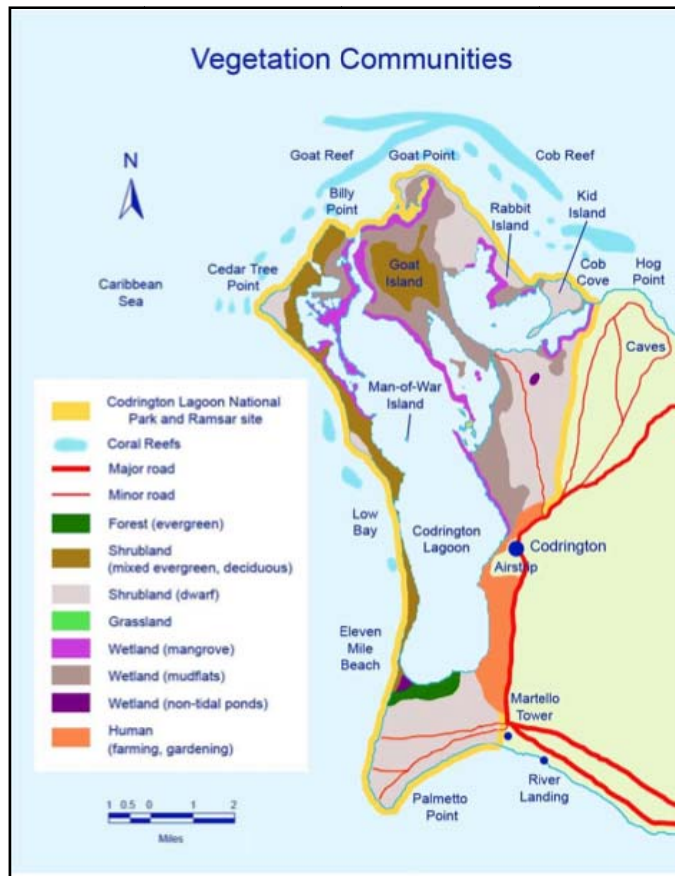 Vegetation Communities
N
Goat Reef
Goat Point
Cob Reef
Billy
Point
Rabbit
Island
Kid
Island
Cedar Tree
Point
Goat
Island
Cob
Cove
Hog
Point
Caribbean
Sea
Caves
Man-of-War
Island
Codrington Lagoon National
Park and Ramsar site
Coral Reefs
Major road
Minor road
Forest (evergreen)
Shrubland
(mixed evergreen, deciduous)
Shrubland (dwarf)
Grassland
Wetland (mangrove)
Wetland (mudflats)
Wetland (non-tidal ponds)
Human
(farming, gardening)
Low
Bay
Codrington
Lagoon
Codrington
Airstrip
Eleven
Mile
Beach
Martello
Tower
River
Landing
Palmetto
Point
1 0.5 0 1 2
Miles